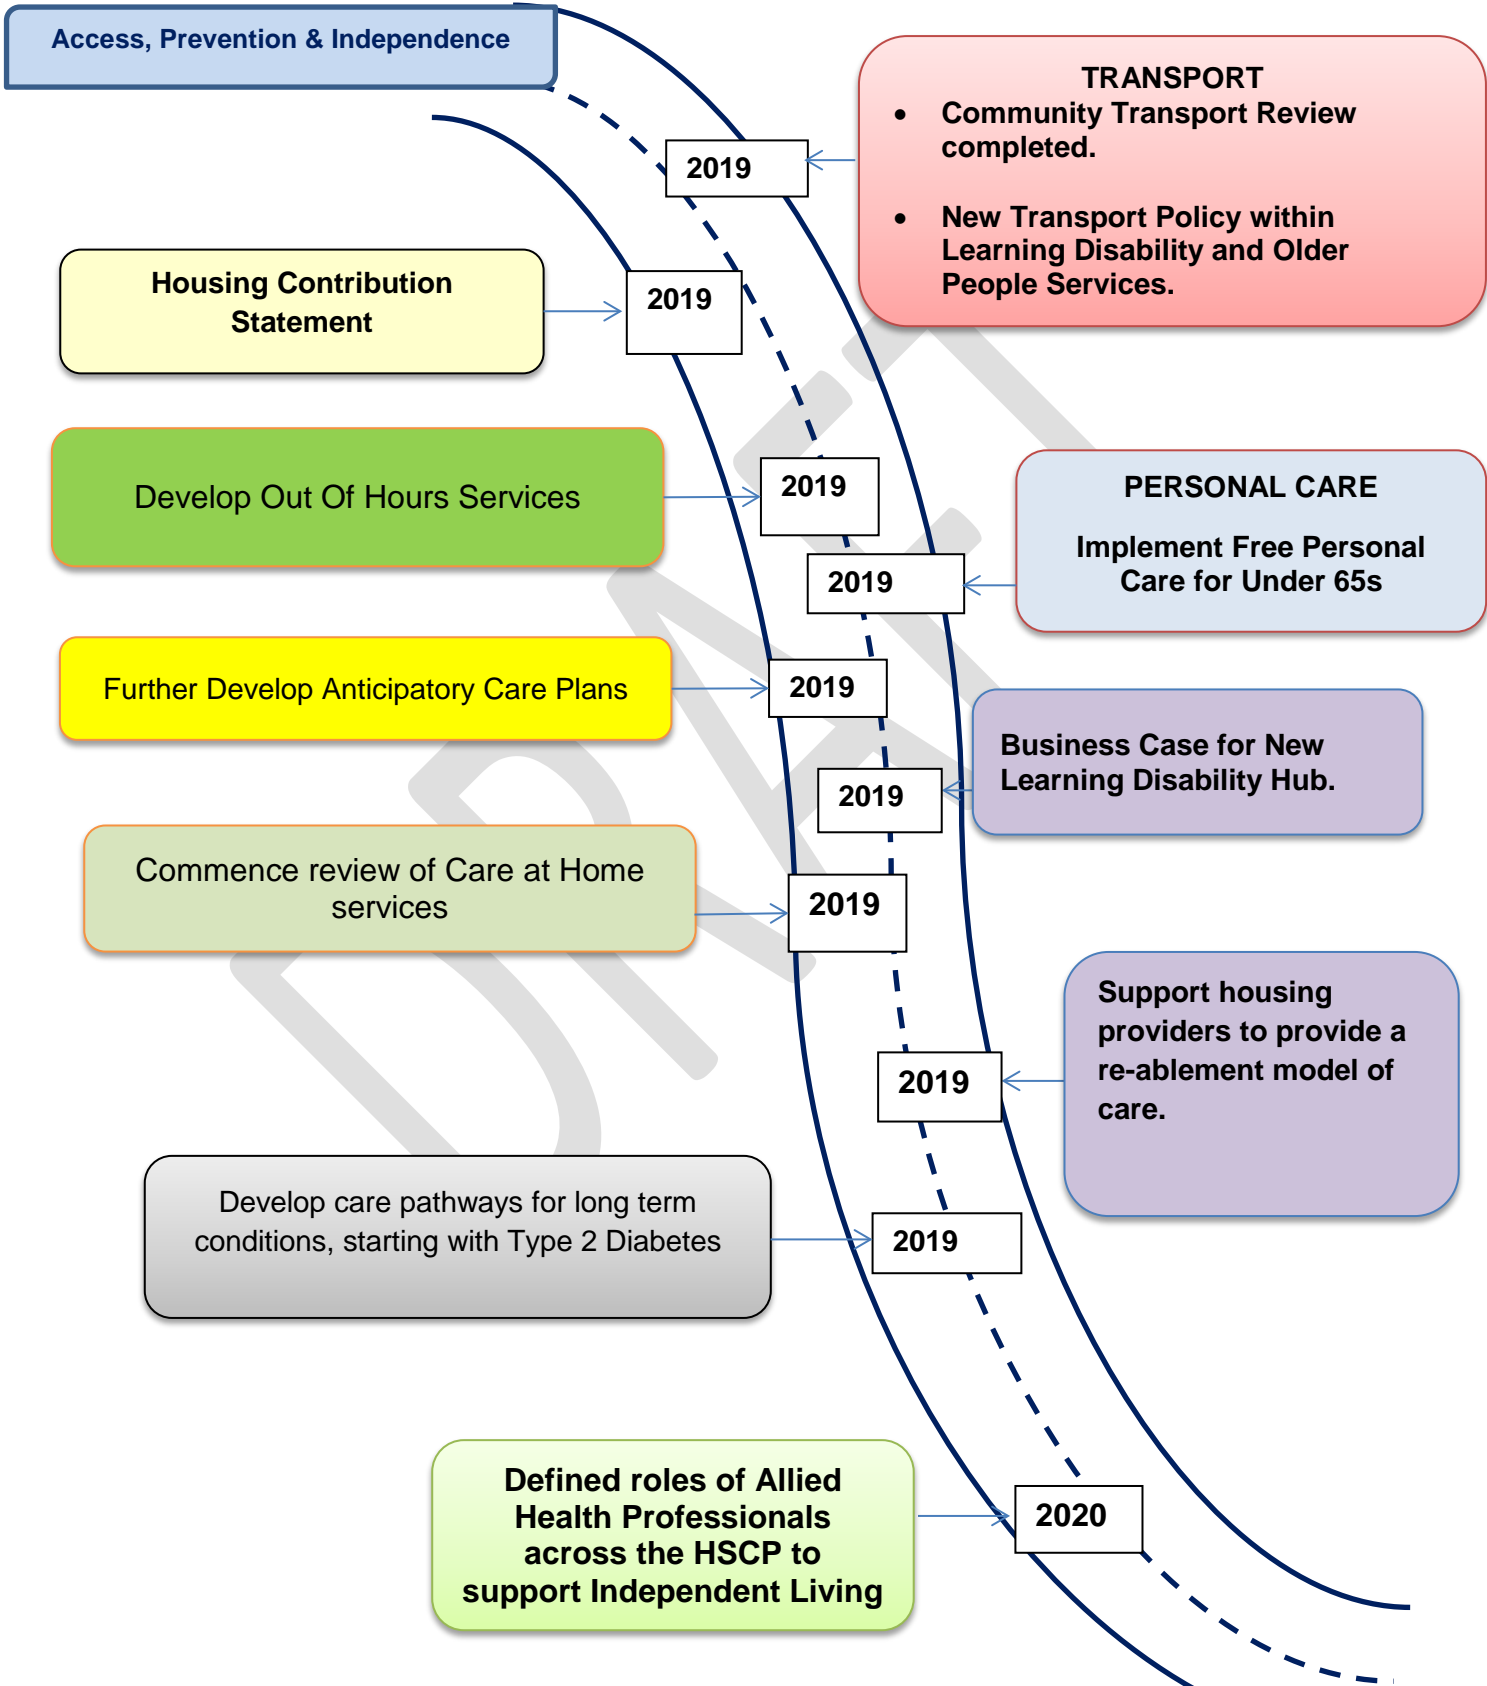 Access, Prevention & Independence
TRANSPORT
• Community Transport Review
completed.
• New Transport Policy within
Learning Disability and Older
People Services.
2019
Housing Contribution
Statement
2019
Develop Out Of Hours Services
2019
PERSONAL CARE
Implement Free Personal
Care for Under 65s
2019
Further Develop Anticipatory Care Plans
2019
Business Case for New
Learning Disability Hub.
2019
Commence review of Care at Home
services
2019
Support housing
providers to provide a
re-ablement model of
care.
2019
Develop care pathways for long term
conditions, starting with Type 2 Diabetes
2019
Defined roles of Allied
Health Professionals
across the HSCP to
support Independent Living
2020
DRAFT